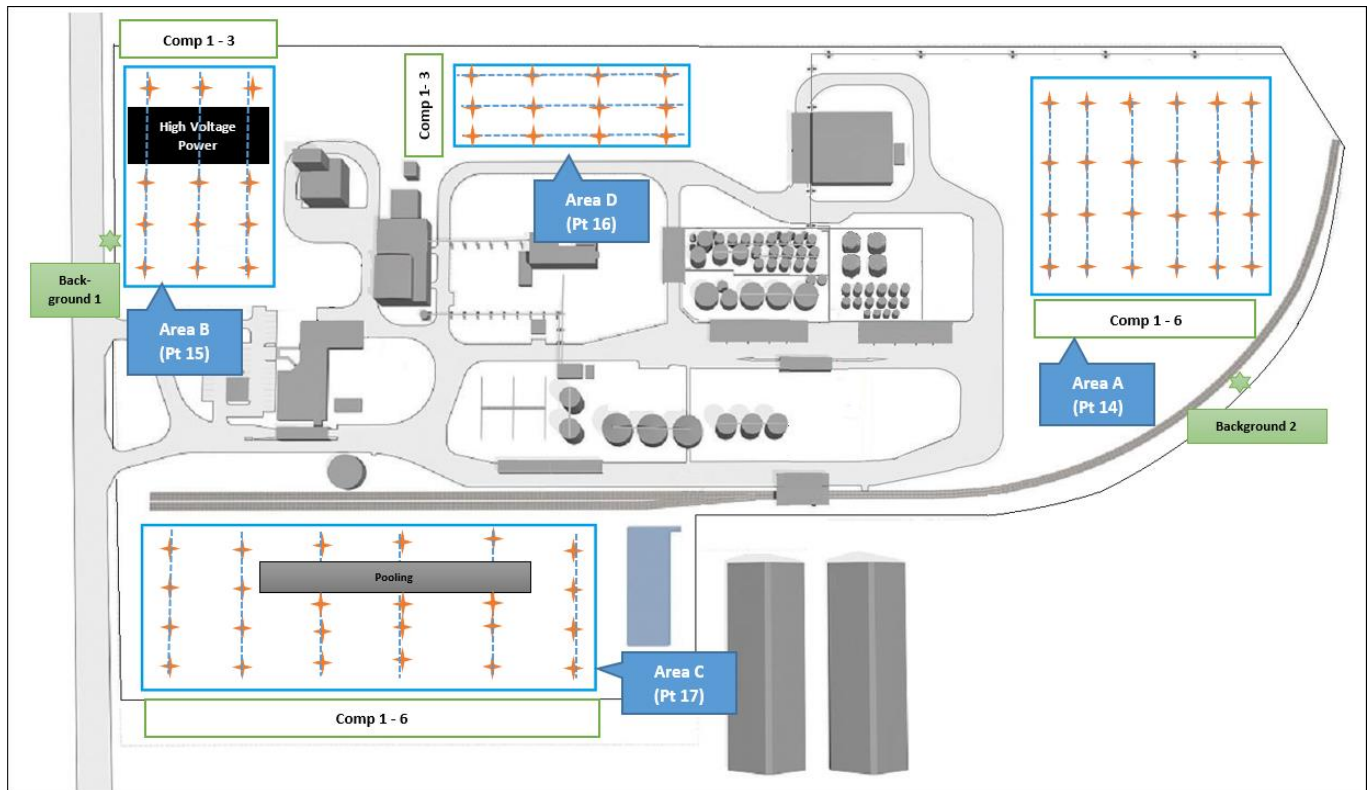 Comp 1 - 3
High Voltage
Power
Comp 1- 3
Area D
(Pt 16)
Back-
ground 1
Area B
(Pt 15)
Comp 1 - 6
Area A
(Pt 14)
Background 2
Pooling
Area C
(Pt 17)
Comp 1 - 6